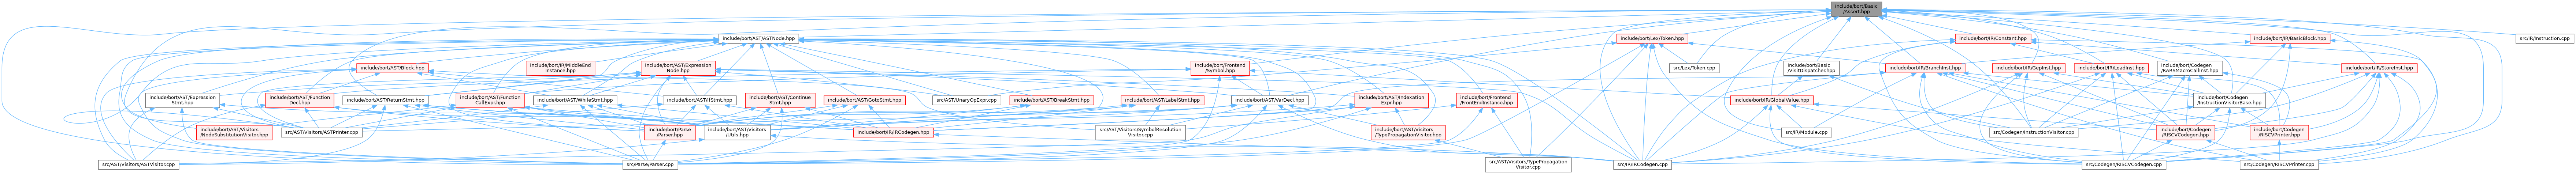 include/bort/Basic
/Assert.hpp
include/bort/AST/ASTNode.hpp
include/bort/Lex/Token.hpp
include/bort/IR/Constant.hpp
include/bort/IR/BasicBlock.hpp
src/IR/Instruction.cpp
include/bort/AST/Block.hpp
include/bort/IR/MiddleEnd
Instance.hpp
include/bort/AST/Expression
Node.hpp
include/bort/Frontend
/Symbol.hpp
src/Lex/Token.cpp
include/bort/Basic
/VisitDispatcher.hpp
include/bort/IR/BranchInst.hpp
include/bort/IR/GepInst.hpp
include/bort/IR/LoadInst.hpp
include/bort/Codegen
/RARSMacroCallInst.hpp
include/bort/IR/StoreInst.hpp
include/bort/AST/Expression
Stmt.hpp
include/bort/AST/Function
Decl.hpp
include/bort/AST/ReturnStmt.hpp
include/bort/AST/Function
CallExpr.hpp
include/bort/AST/WhileStmt.hpp
include/bort/AST/IfStmt.hpp
include/bort/AST/Continue
Stmt.hpp
include/bort/AST/GotoStmt.hpp
src/AST/UnaryOpExpr.cpp
include/bort/AST/BreakStmt.hpp
include/bort/AST/LabelStmt.hpp
include/bort/AST/VarDecl.hpp
include/bort/AST/Indexation
Expr.hpp
include/bort/Frontend
/FrontEndInstance.hpp
include/bort/IR/GlobalValue.hpp
include/bort/Codegen
/InstructionVisitorBase.hpp
include/bort/AST/Visitors
/NodeSubstitutionVisitor.hpp
src/AST/Visitors/ASTPrinter.cpp
include/bort/Parse
/Parser.hpp
include/bort/AST/Visitors
/Utils.hpp
include/bort/IR/IRCodegen.hpp
src/AST/Visitors/SymbolResolution
Visitor.cpp
include/bort/AST/Visitors
/TypePropagationVisitor.hpp
src/IR/Module.cpp
src/Codegen/InstructionVisitor.cpp
include/bort/Codegen
/RISCVCodegen.hpp
include/bort/Codegen
/RISCVPrinter.hpp
src/AST/Visitors/ASTVisitor.cpp
src/Parse/Parser.cpp
src/AST/Visitors/TypePropagation
Visitor.cpp
src/IR/IRCodegen.cpp
src/Codegen/RISCVCodegen.cpp
src/Codegen/RISCVPrinter.cpp